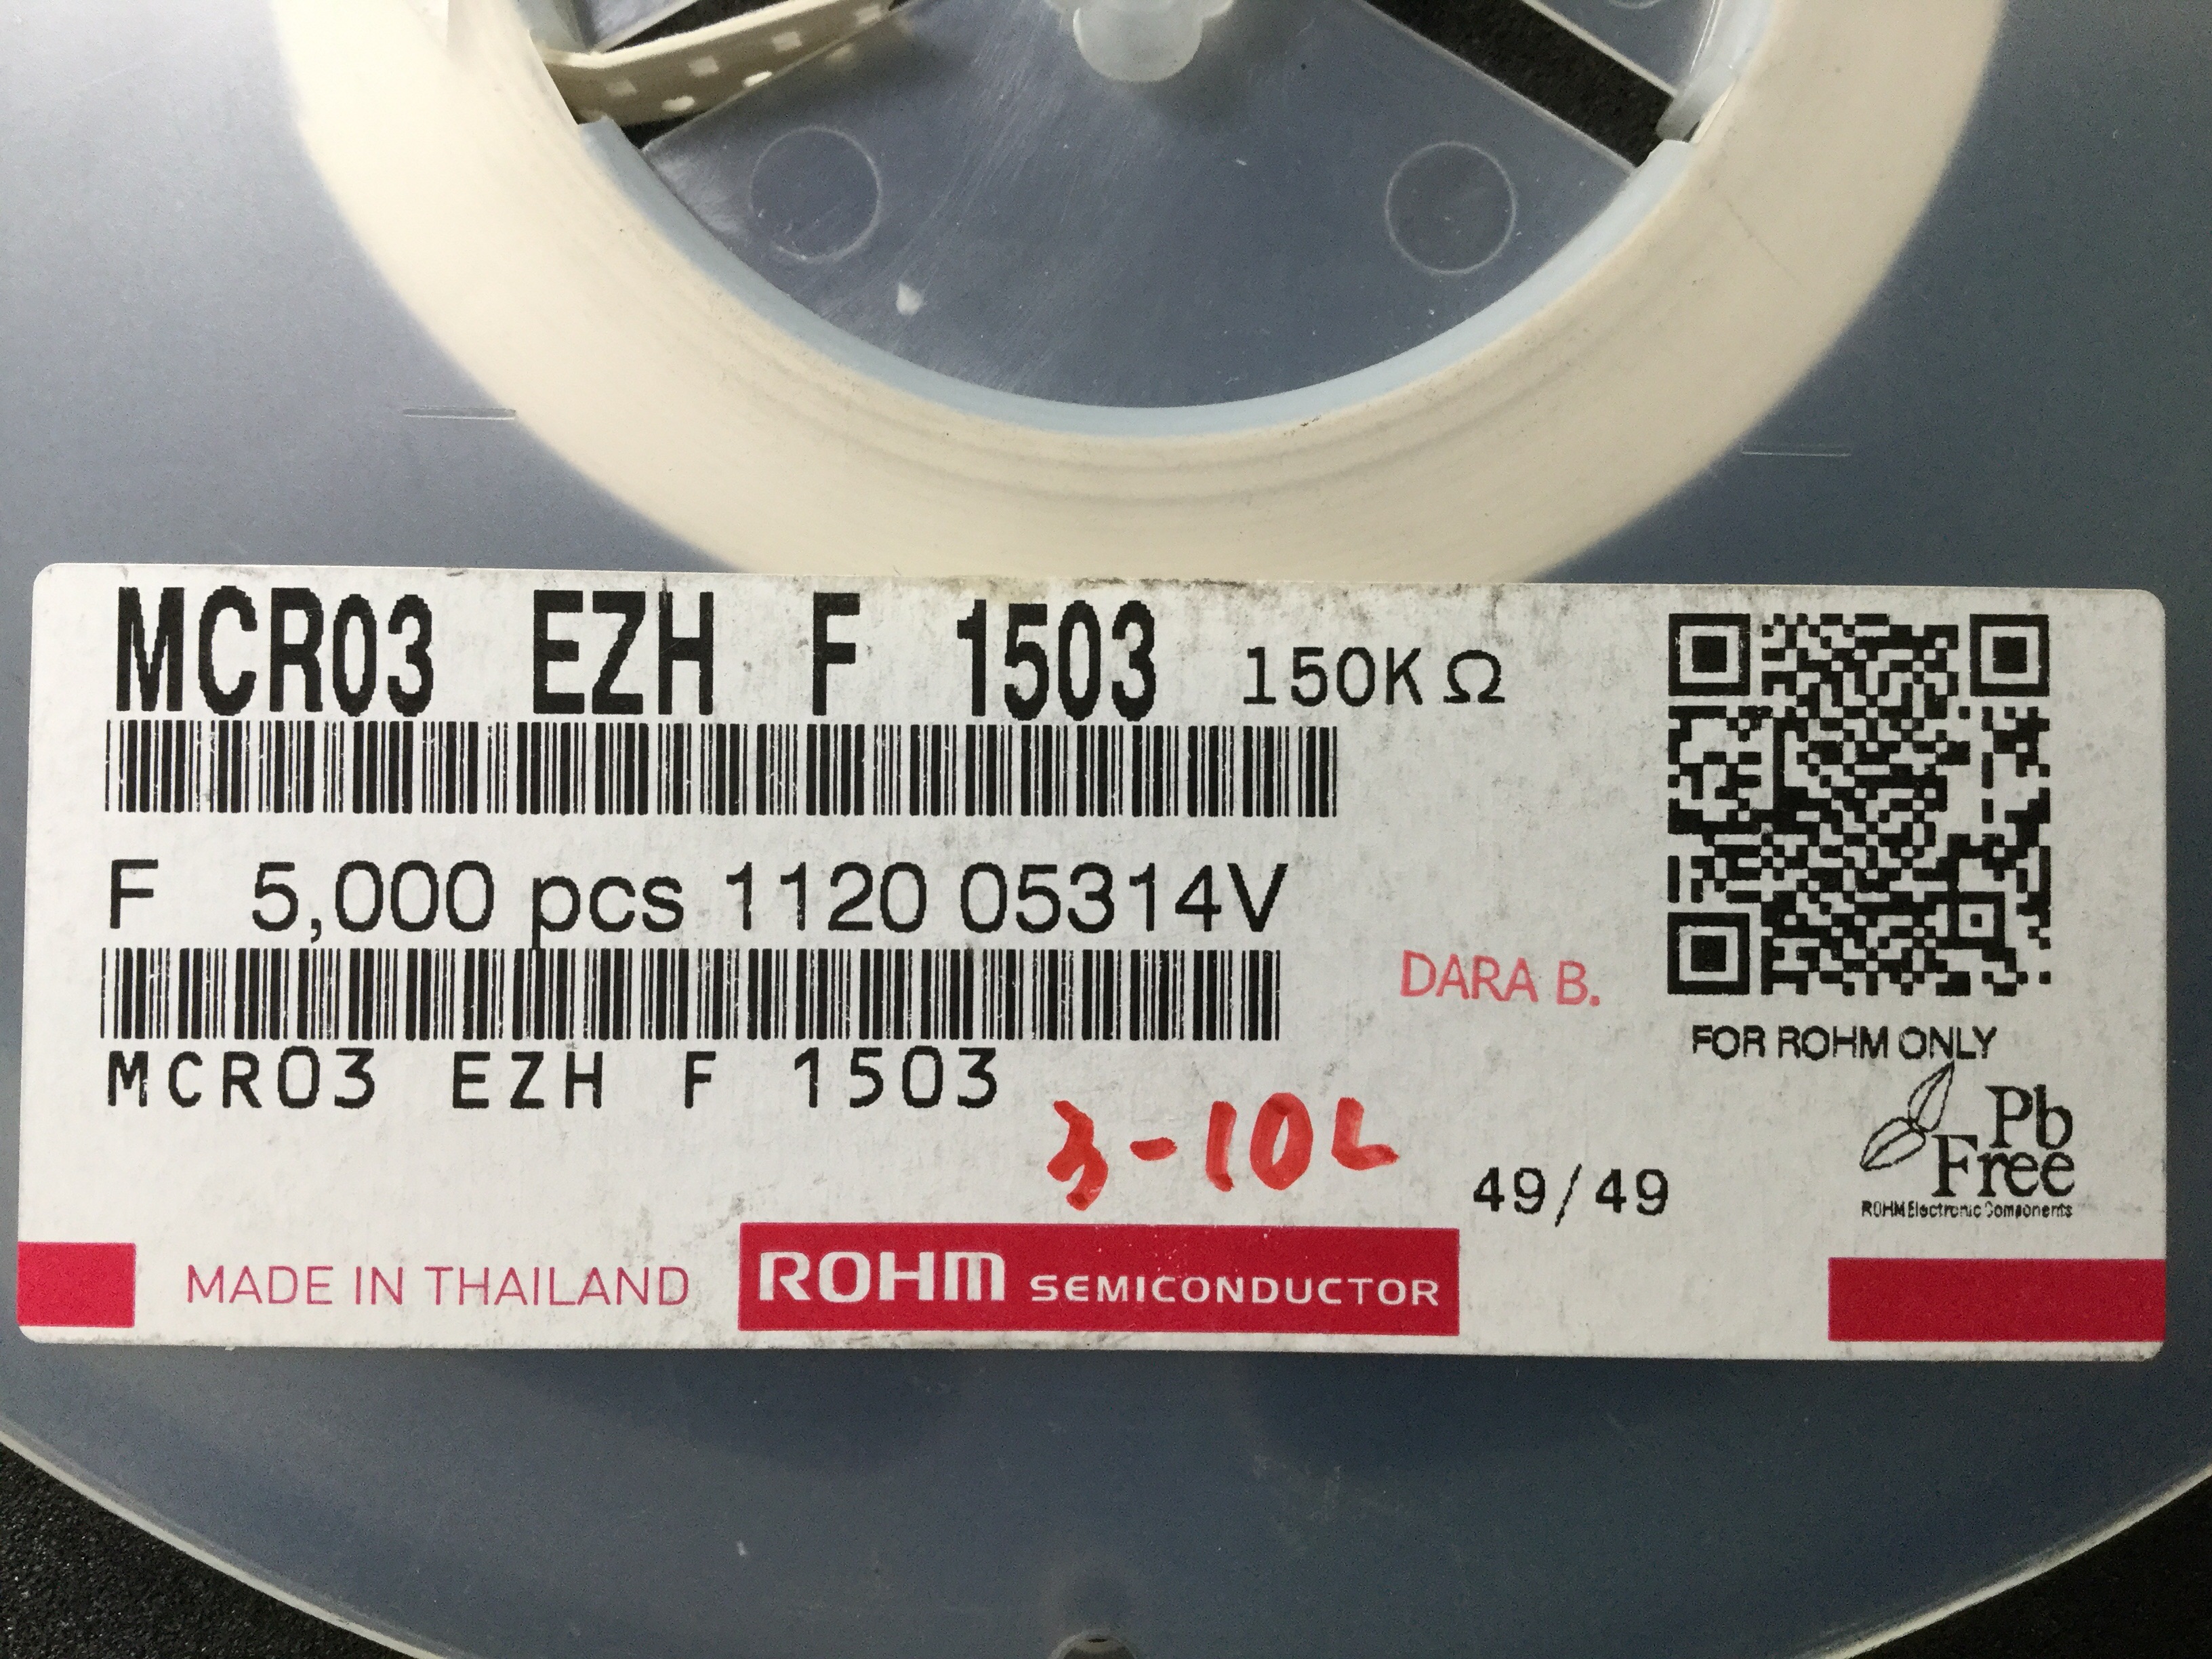 MCR03 EZH F 1503 150KΩ
F 5,000 pcs 1120 05314V
DARA B.
MCR03 EZH F 1503
FOR ROHM ONLY
3-10L
49/49
Pb
Free
ROHM Electronic Components
MADE IN THAILAND
ROHM SEMICONDUCTOR